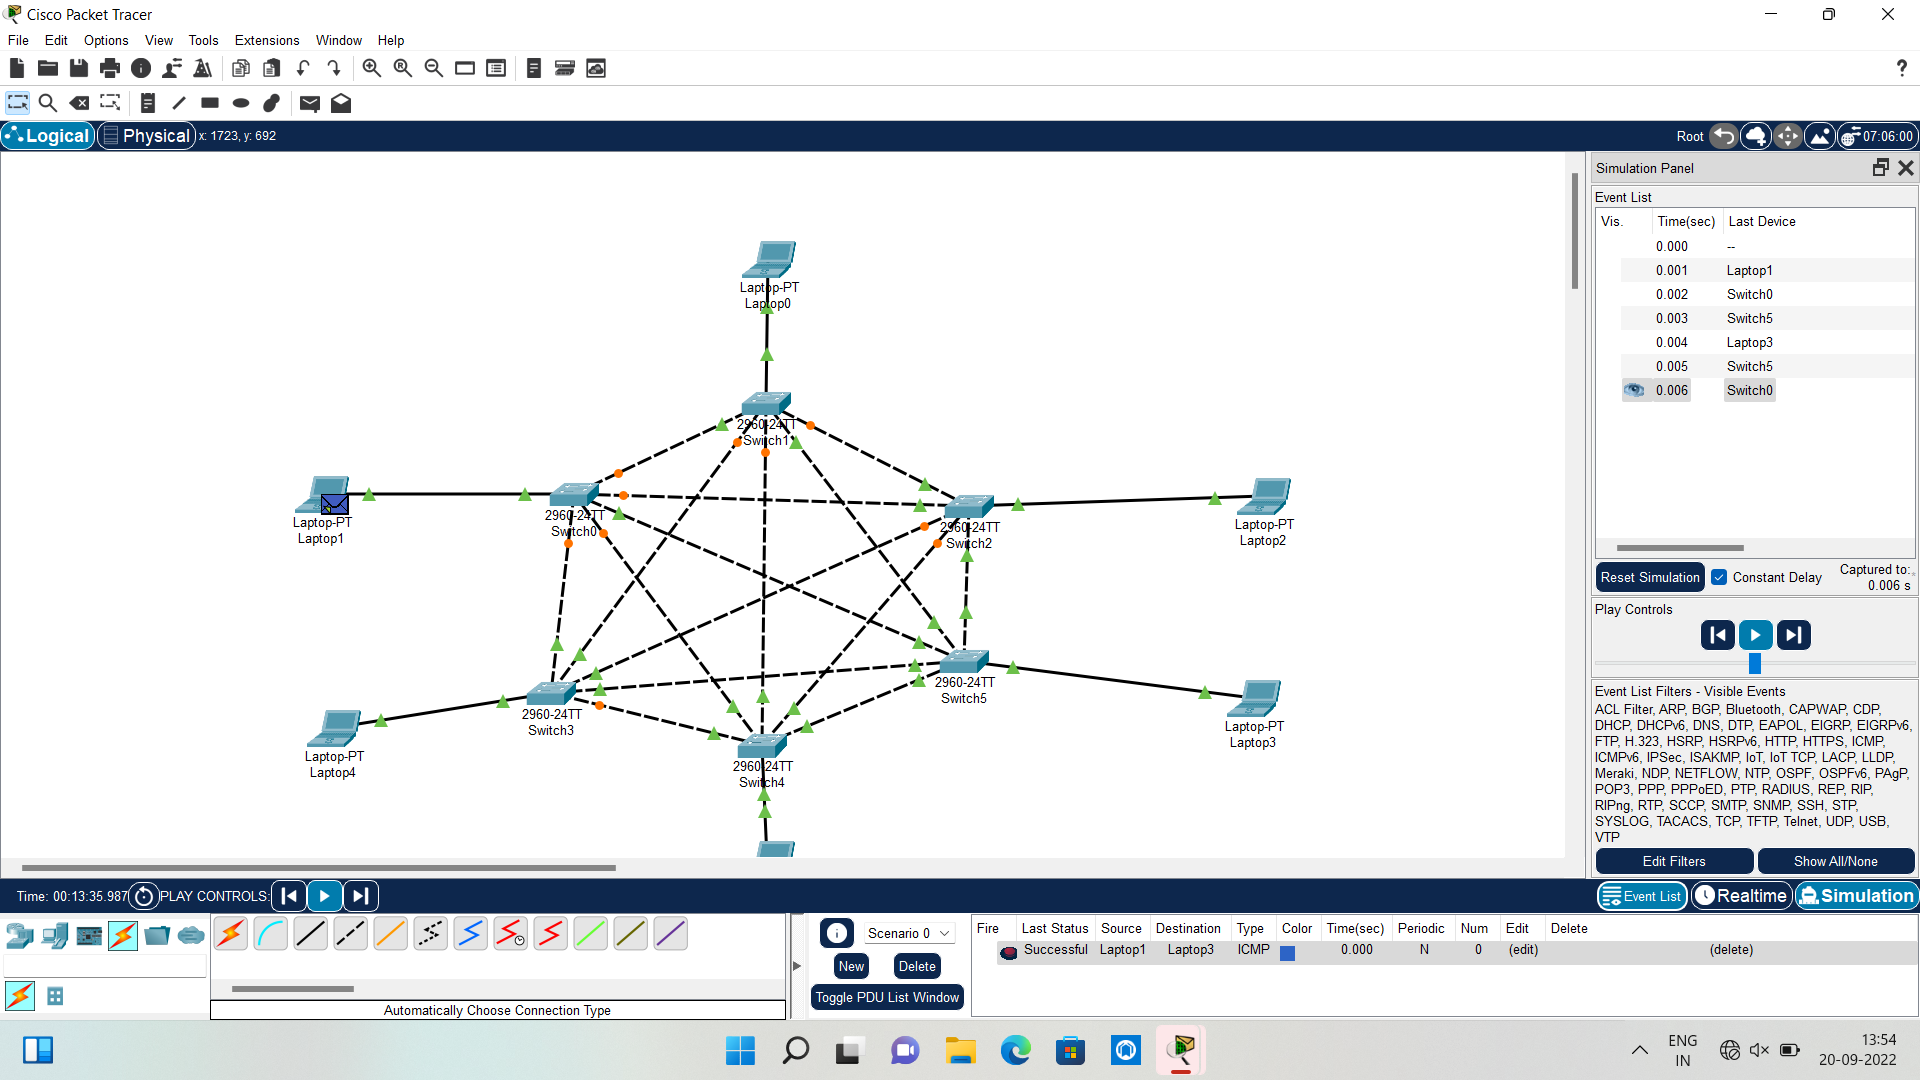 Cisco Packet Tracer
File Edit Options View Tools Extensions Window Help
?
Logical Physical x: 1723, y: 692
Root 07:06:00
Simulation Panel
Event List
Vis. Time(sec) Last Device
0.000 --
0.001 Laptop1
0.002 Switch0
0.003 Switch5
0.004 Laptop3
0.005 Switch5
0.006 Switch0
Reset Simulation Constant Delay Captured to:
0.006 s
Play Controls
Event List Filters - Visible Events
ACL Filter, ARP, BGP, Bluetooth, CAPWAP, CDP,
DHCP, DHCPv6, DNS, DTP, EAPOL, EIGRP, EIGRPv6,
FTP, H.323, HSRP, HSRPv6, HTTP, HTTPS, ICMP,
ICMPv6, IPSec, ISAKMP, IoT, IoT TCP, LACP, LLDP,
Meraki, NDP, NETFLOW, NTP, OSPF, OSPFv6, PAgP,
POP3, PPP, PPPoED, PTP, RADIUS, REP, RIP,
RIPng, RTP, SCCP, SMTP, SNMP, SSH, STP,
SYSLOG, TACACS, TCP, TFTP, Telnet, UDP, USB,
VTP
Edit Filters Show All/None
Laptop-PT
Laptop0
2960-24TT
Switch1
Laptop-PT
Laptop1
2960-24TT
Switch0
2960-24TT
Switch2
Laptop-PT
Laptop2
2960-24TT
Switch5
2960-24TT
Switch3
Laptop-PT
Laptop3
Laptop-PT
Laptop4
2960-24TT
Switch4
Time: 00:13:35.987 PLAY CONTROLS:
Event List Realtime Simulation
Scenario 0
New Delete
Toggle PDU List Window
Fire Last Status Source Destination Type Color Time(sec) Periodic Num Edit Delete
Successful Laptop1 Laptop3 ICMP 0.000 N 0 (edit) (delete)
Automatically Choose Connection Type
ENG
IN
13:54
20-09-2022